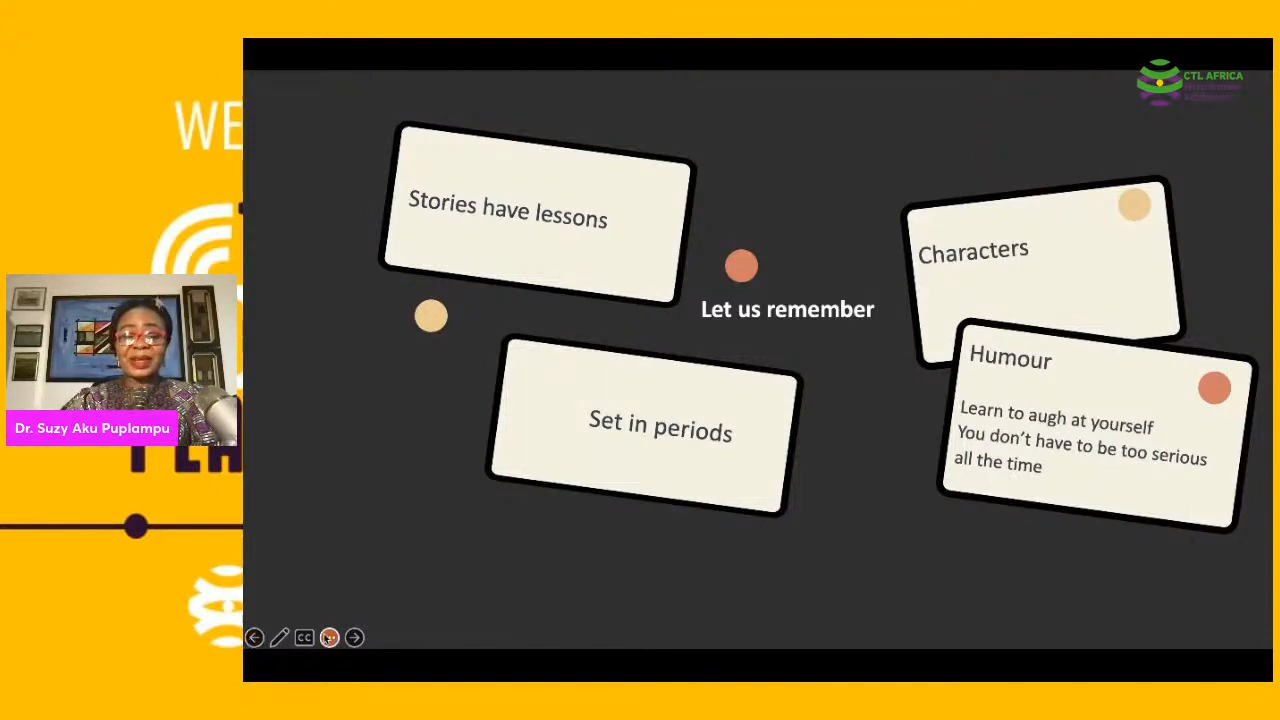 WE
CTL AFRICA
Stories have lessons
Characters
Let us remember
Humour
Learn to augh at yourself
You don't have to be too serious
all the time
Set in periods
Dr. Suzy Aku Puplampu
CC